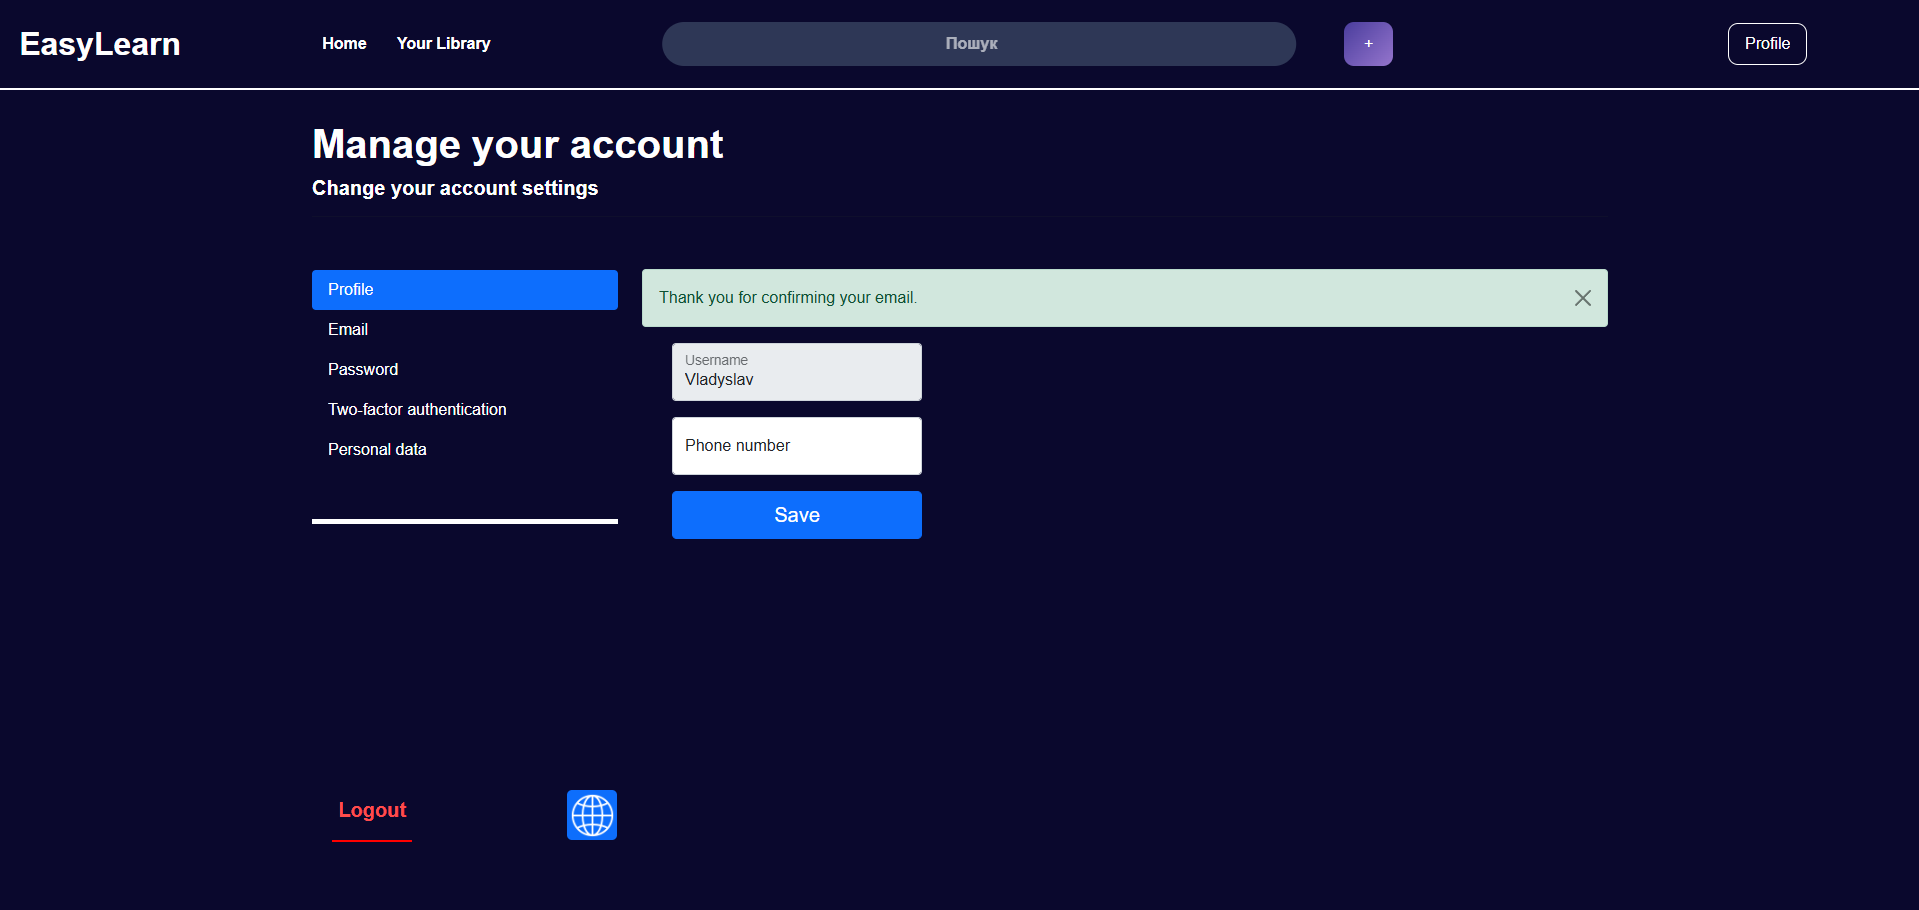 EasyLearn
Home
Your Library
Пошук
+
Profile
Manage your account
Change your account settings
Profile
Email
Password
Two-factor authentication
Personal data
Thank you for confirming your email.
Username
Vladyslav
Phone number
Save
Logout